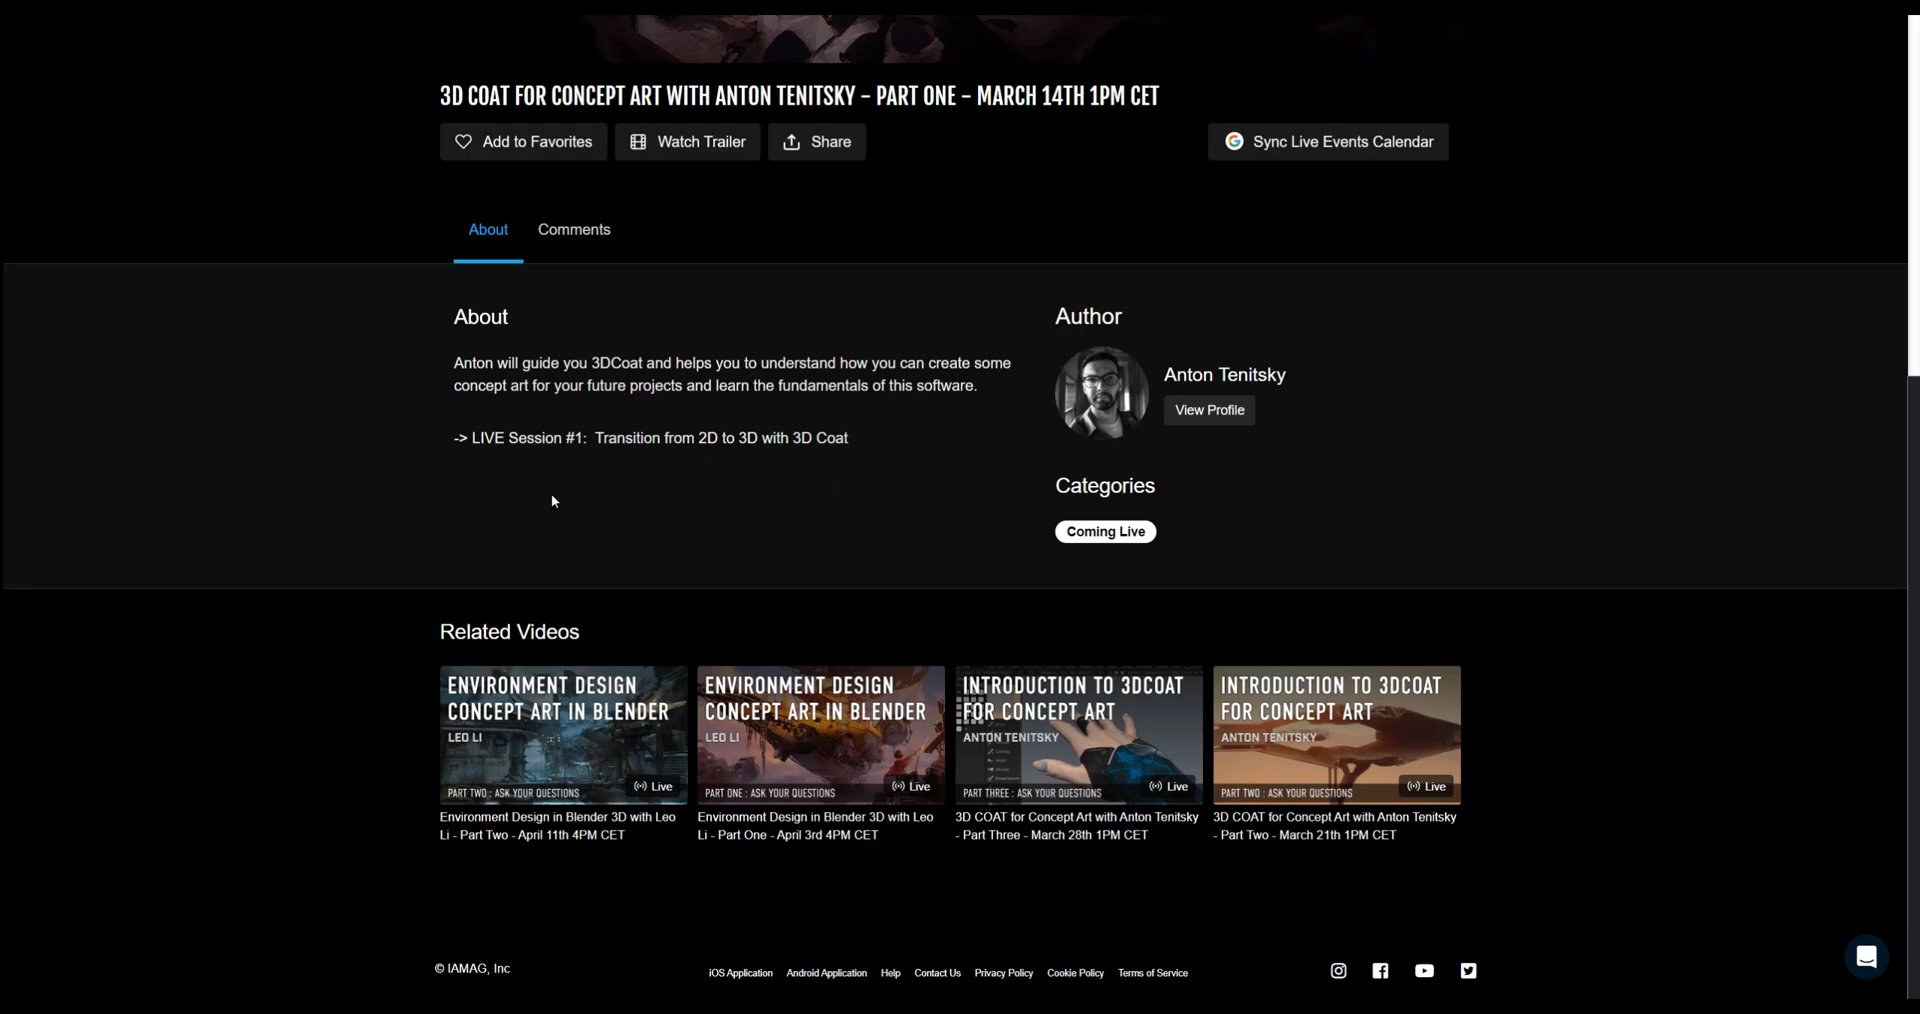 3D COAT FOR CONCEPT ART WITH ANTON TENITSKY - PART ONE - MARCH 14TH 1PM CET
Add to Favorites
Watch Trailer
Share
Sync Live Events Calendar
About
Comments
About
Anton will guide you 3DCoat and helps you to understand how you can create some
concept art for your future projects and learn the fundamentals of this software.
-> LIVE Session #1: Transition from 2D to 3D with 3D Coat
Author
Anton Tenitsky
View Profile
Categories
Coming Live
Related Videos
ENVIRONMENT DESIGN
CONCEPT ART IN BLENDER
LEO LI
PART TWO : ASK YOUR QUESTIONS
Live
Environment Design in Blender 3D with Leo
Li - Part Two - April 11th 4PM CET
ENVIRONMENT DESIGN
CONCEPT ART IN BLENDER
LEO LI
PART ONE : ASK YOUR QUESTIONS
Live
Environment Design in Blender 3D with Leo
Li - Part One - April 3rd 4PM CET
INTRODUCTION TO 3DCOAT
FOR CONCEPT ART
ANTON TENITSKY
PART THREE : ASK YOUR QUESTIONS
Live
3D COAT for Concept Art with Anton Tenitsky
- Part Three - March 28th 1PM CET
INTRODUCTION TO 3DCOAT
FOR CONCEPT ART
ANTON TENITSKY
PART TWO : ASK YOUR QUESTIONS
Live
3D COAT for Concept Art with Anton Tenitsky
- Part Two - March 21th 1PM CET
© IAMAG, Inc
iOS Application
Android Application
Help
Contact Us
Privacy Policy
Cookie Policy
Terms of Service